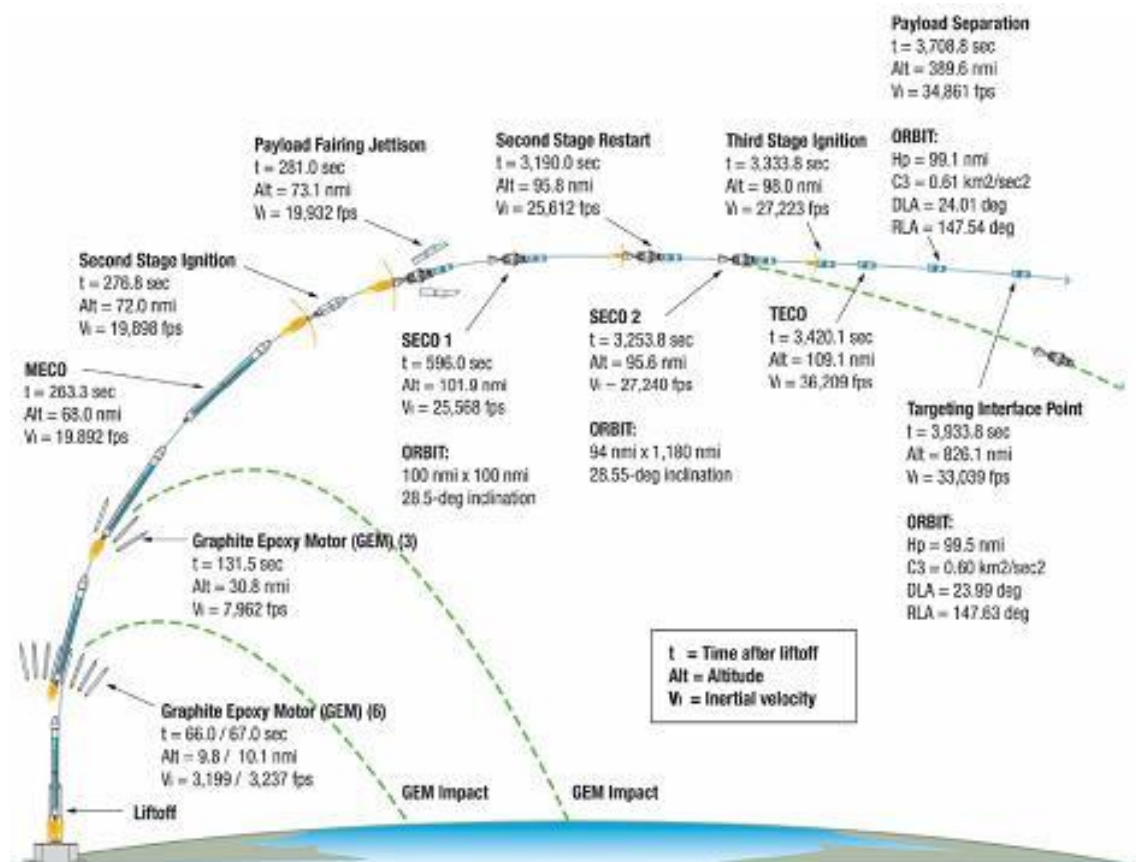 Payload Separation
t = 3,708.8 sec
Alt = 389.6 nmi
Vi = 34,861 fps
ORBIT:
Hp = 99.1 nmi
C3 = 0.61 km2/sec2
DLA = 24.01 deg
RLA = 147.54 deg
Payload Fairing Jettison
t = 281.0 sec
Alt = 73.1 nmi
Vi = 19,932 fps
Second Stage Restart
t = 3,190.0 sec
Alt = 95.8 nmi
Vi = 25,612 fps
Third Stage Ignition
t = 3,333.8 sec
Alt = 98.0 nmi
Vi = 27,223 fps
Second Stage Ignition
t = 276.8 sec
Alt = 72.0 nmi
Vi = 19,898 fps
MECO
t = 263.3 sec
Alt = 68.0 nmi
Vi = 19.892 fps
SECO 1
t = 596.0 sec
Alt = 101.9 nmi
Vi = 25,568 fps
ORBIT:
100 nmi x 100 nmi
28.5-deg inclination
SECO 2
t = 3,253.8 sec
Alt = 95.6 nmi
Vi – 27,240 fps
ORBIT:
94 nmi x 1,180 nmi
28.55-deg inclination
TECO
t = 3,420.1 sec
Alt = 109.1 nmi
Vi = 36,209 fps
Targeting Interface Point
t = 3,933.8 sec
Alt = 826.1 nmi
Vi = 33,039 fps
ORBIT:
Hp = 99.5 nmi
C3 = 0.60 km2/sec2
DLA = 23.99 deg
RLA = 147.63 deg
Graphite Epoxy Motor (GEM) (3)
t = 131.5 sec
Alt = 30.8 nmi
Vi = 7,962 fps
t = Time after liftoff
Alt = Altitude
Vi = Inertial velocity
Graphite Epoxy Motor (GEM) (6)
t = 66.0 / 67.0 sec
Alt = 9.8 / 10.1 nmi
Vi = 3,199 / 3,237 fps
GEM Impact
GEM Impact
Liftoff